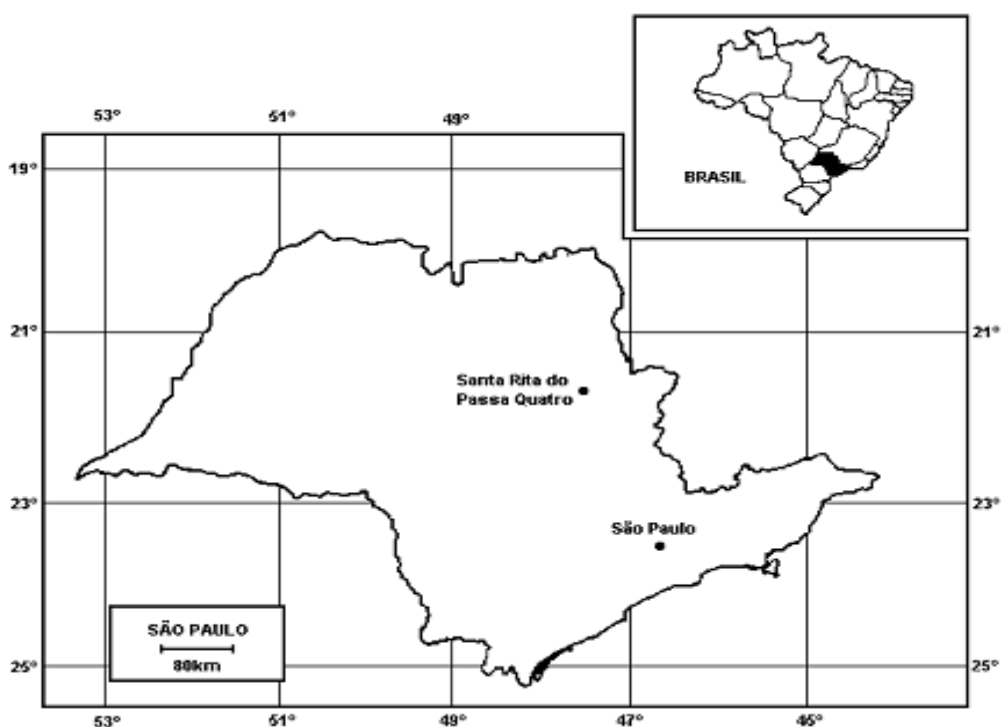 BRASIL
53° 51° 49°
19°
21° 21°
Santa Rita do
Passa Quatro
23° 23°
São Paulo
SÃO PAULO
80km
25° 25°
53° 51° 49° 47° 45°